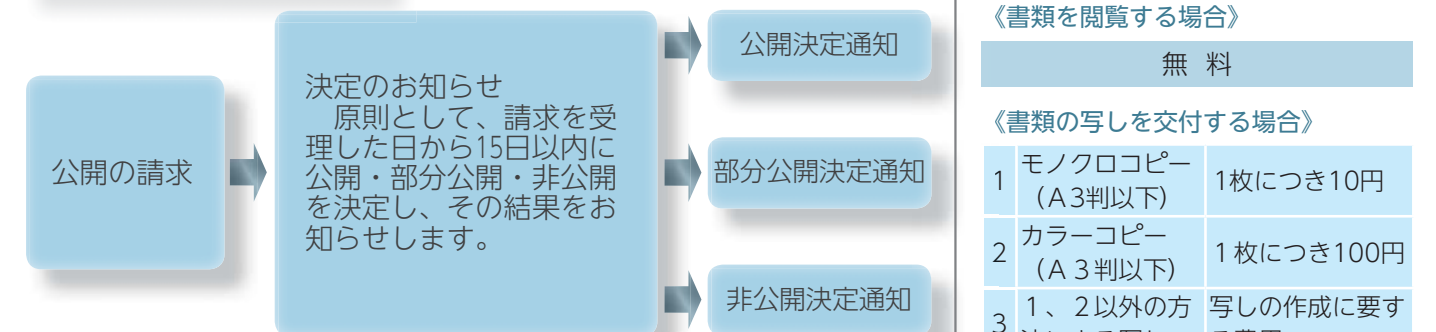 公開の請求
決定のお知らせ
　原則として、請求を受
理した日から15日以内に
公開・部分公開・非公開
を決定し、その結果をお
知らせします。
公開決定通知
部分公開決定通知
非公開決定通知
《書類を閲覧する場合》
無 料
《書類の写しを交付する場合》
1 モノクロコピー
（Ａ3判以下） 1枚につき10円
2 カラーコピー
（Ａ３判以下） １枚につき100円
3 １、２以外の方 写しの作成に要す